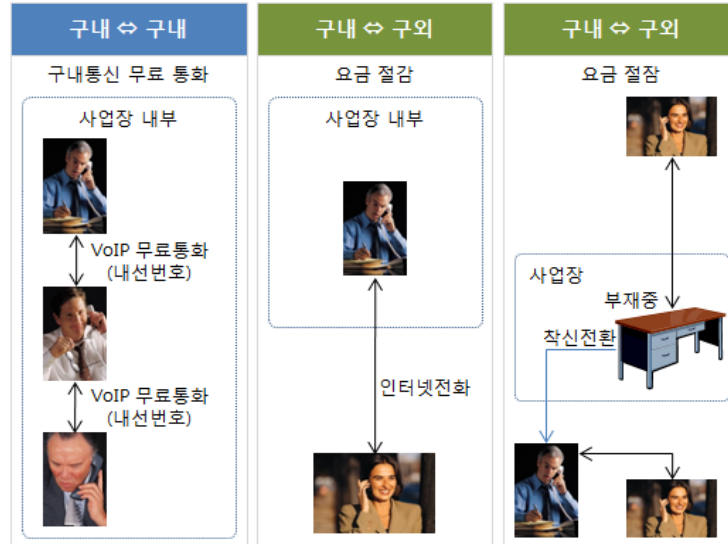 구내 ⇔ 구내
구내통신 무료 통화
사업장 내부
VoIP 무료통화
(내선번호)
VoIP 무료통화
(내선번호)
구내 ⇔ 구외
요금 절감
사업장 내부
인터넷전화
구내 ⇔ 구외
요금 절잠
사업장
부재중
착신전환